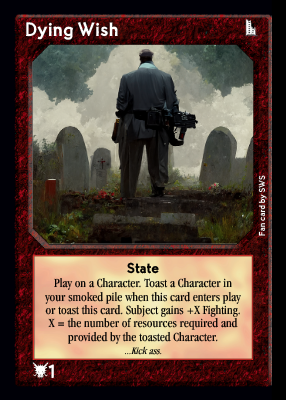 Dying Wish
Fan card by SWS
State
Play on a Character. Toast a Character in
your smoked pile when this card enters play
or toast this card. Subject gains +X Fighting.
X = the number of resources required and
provided by the toasted Character.
...Kick ass.
1